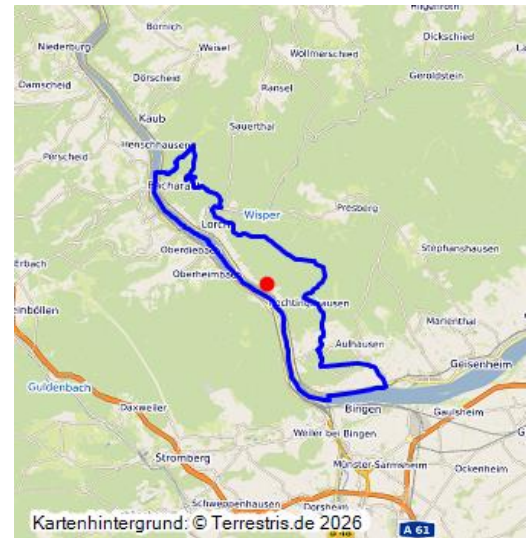 Bornich
Niederburg
Weisel
Wollmerschied
Dickschied
Damscheid
Dörscheid
Ransel
Geroldstein
Kaub
Sauerthal
Henschhausen
Perscheid
Bacharach
Lorch
Wisper
Presberg
Oberdiebach
Stephanshausen
Erbach
Oberheimbach
Trechtingshausen
Marienthal
Aulhausen
Geisenheim
Guldenbach
Bingen
Gaulsheim
Daxweiler
Weiler bei Bingen
Stromberg
Münster-Sarmsheim
Ockenheim
Schweppenhausen
Dorsheim
Kartenhintergrund: © Terrestris.de 2026
A 61